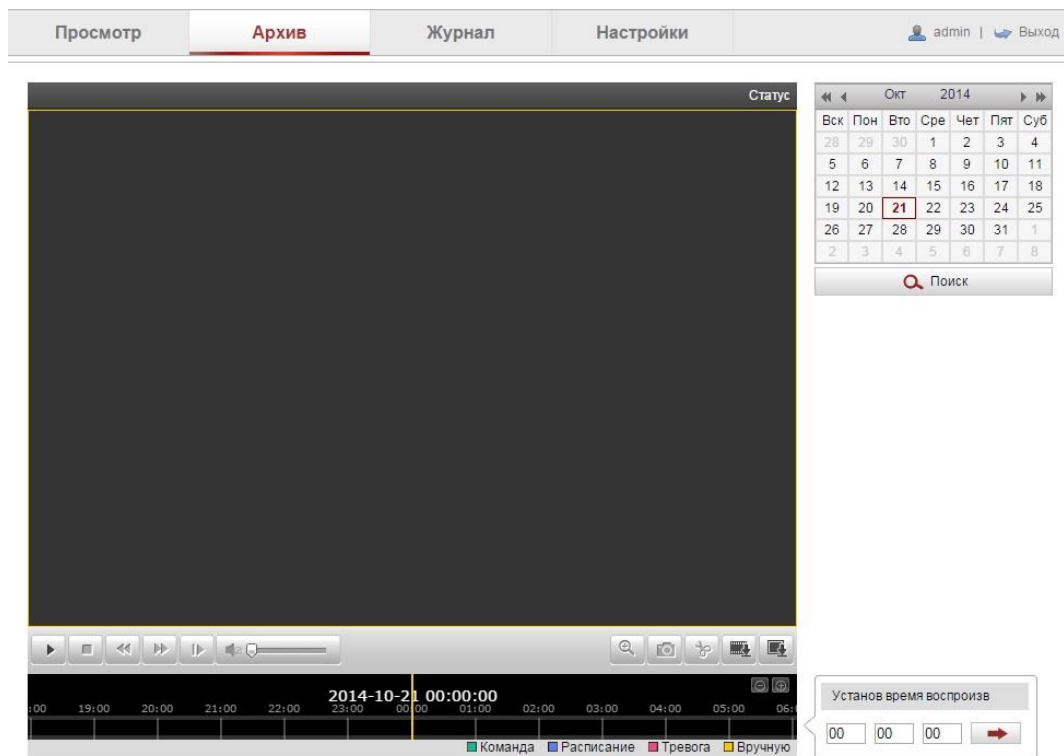 Просмотр Архив Журнал Настройки admin | Выход
Статус
Окт 2014
Вск Пон Вто Сре Чет Пят Суб
28 29 30 1 2 3 4
5 6 7 8 9 10 11
12 13 14 15 16 17 18
19 20 21 22 23 24 25
26 27 28 29 30 31 1
2 3 4 5 6 7 8
Поиск
2014-10-21 00:00:00
:00 19:00 20:00 21:00 22:00 23:00 00:00 01:00 02:00 03:00 04:00 05:00 06:
Команда Расписание Тревога Вручную
Установ время воспроизв
00 00 00